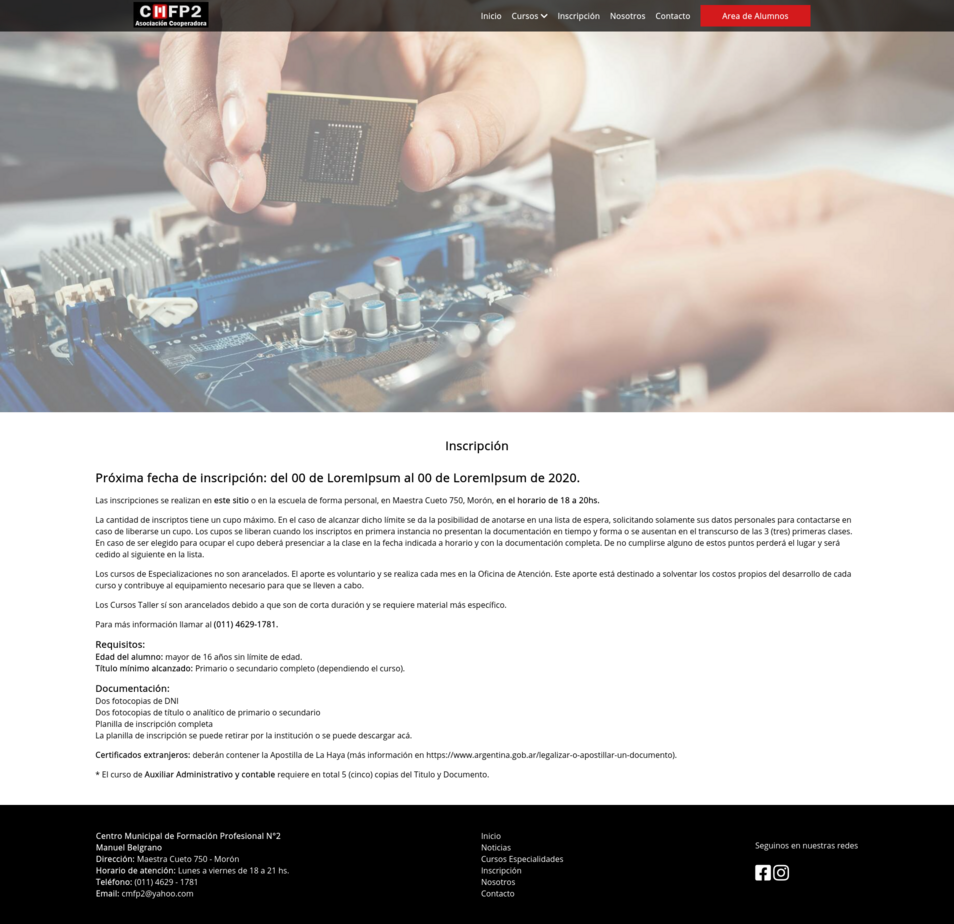 CMFP2
Asociación Cooperadora
Inicio Cursos Inscripción Nosotros Contacto Area de Alumnos
Inscripción
Próxima fecha de inscripción: del 00 de LoremIpsum al 00 de LoremIpsum de 2020.
Las inscripciones se realizan en este sitio o en la escuela de forma personal, en Maestra Cueto 750, Morón, en el horario de 18 a 20hs.
La cantidad de inscriptos tiene un cupo máximo. En el caso de alcanzar dicho límite se da la posibilidad de anotarse en una lista de espera, solicitando solamente sus datos personales para contactarse en
caso de liberarse un cupo. Los cupos se liberan cuando los inscriptos en primera instancia no presentan la documentación en tiempo y forma o se ausentan en el transcurso de las 3 (tres) primeras clases.
En caso de ser elegido para ocupar el cupo deberá presenciar a la clase en la fecha indicada a horario y con la documentación completa. De no cumplirse alguno de estos puntos perderá el lugar y será
cedido al siguiente en la lista.
Los cursos de Especializaciones no son arancelados. El aporte es voluntario y se realiza cada mes en la Oficina de Atención. Este aporte está destinado a solventar los costos propios del desarrollo de cada
curso y contribuye al equipamiento necesario para que se lleven a cabo.
Los Cursos Taller sí son arancelados debido a que son de corta duración y se requiere material más específico.
Para más información llamar al (011) 4629-1781.
Requisitos:
Edad del alumno: mayor de 16 años sin límite de edad.
Título mínimo alcanzado: Primario o secundario completo (dependiendo el curso).
Documentación:
Dos fotocopias de DNI
Dos fotocopias de título o analítico de primario o secundario
Planilla de inscripción completa
La planilla de inscripción se puede retirar por la institución o se puede descargar acá.
Certificados extranjeros: deberán contener la Apostilla de La Haya (más información en https://www.argentina.gob.ar/legalizar-o-apostillar-un-documento).
* El curso de Auxiliar Administrativo y contable requiere en total 5 (cinco) copias del Titulo y Documento.
Centro Municipal de Formación Profesional N°2
Manuel Belgrano
Dirección: Maestra Cueto 750 - Morón
Horario de atención: Lunes a viernes de 18 a 21 hs.
Teléfono: (011) 4629 - 1781
Email: cmfp2@yahoo.com
Inicio
Noticias
Cursos Especialidades
Inscripción
Nosotros
Contacto
Seguinos en nuestras redes